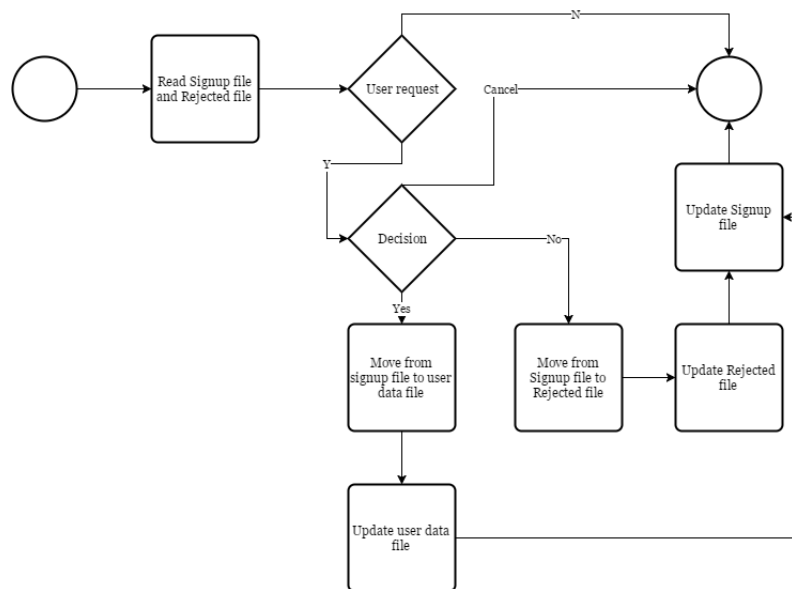 N
Read Signup file
and Rejected file
User request
Cancel
Y
Update Signup
file
Decision
No
Yes
Move from
signup file to user
data file
Move from
Signup file to
Rejected file
Update Rejected
file
Update user data
file